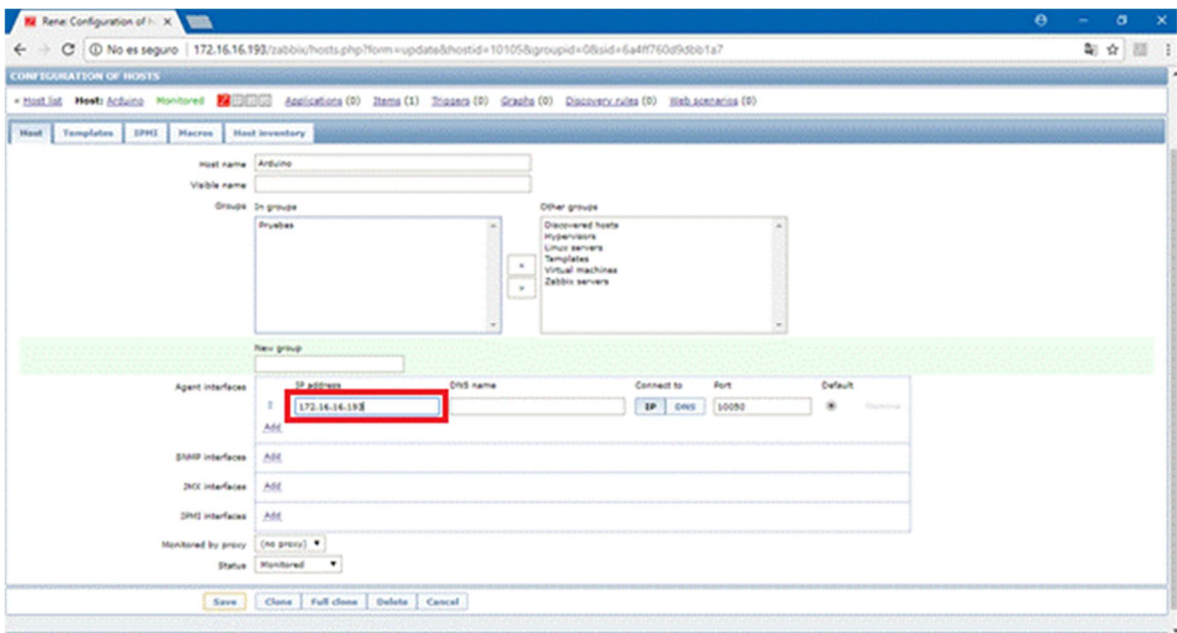 Rene: Configuration of h
No es seguro 172.16.16.193/zabbix/hosts.php?form=update&hostid=10105&groupid=0&sid=6a4ff760d9dbb1a7
CONFIGURATION OF HOSTS
« Host list Host: Arduino Monitored Applications (0) Items (1) Triggers (0) Graphs (0) Discovery rules (0) Web scenarios (0)
Host Templates IPMI Macros Host inventory
Host name Arduino
Visible name
Groups In groups Other groups
Pruebas
Discovered hosts
Hypervisors
Linux servers
Templates
Virtual machines
Zabbix servers
«
»
New group
Agent interfaces IP address DNS name Connect to Port Default
172.16.16.193 IP DNS 10050 Remove
Add
SNMP interfaces Add
JMX interfaces Add
IPMI interfaces Add
Monitored by proxy (no proxy)
Status Monitored
Save Clone Full clone Delete Cancel